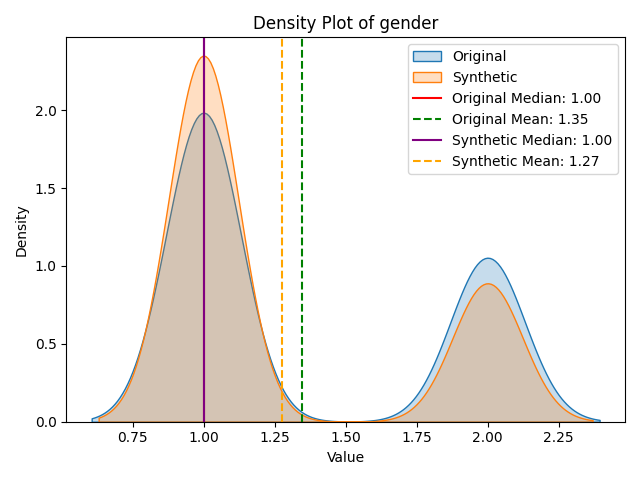 Density Plot of gender
Original
Synthetic
Original Median: 1.00
Original Mean: 1.35
Synthetic Median: 1.00
Synthetic Mean: 1.27
Density
2.0
1.5
1.0
0.5
0.0
0.75 1.00 1.25 1.50 1.75 2.00 2.25
Value